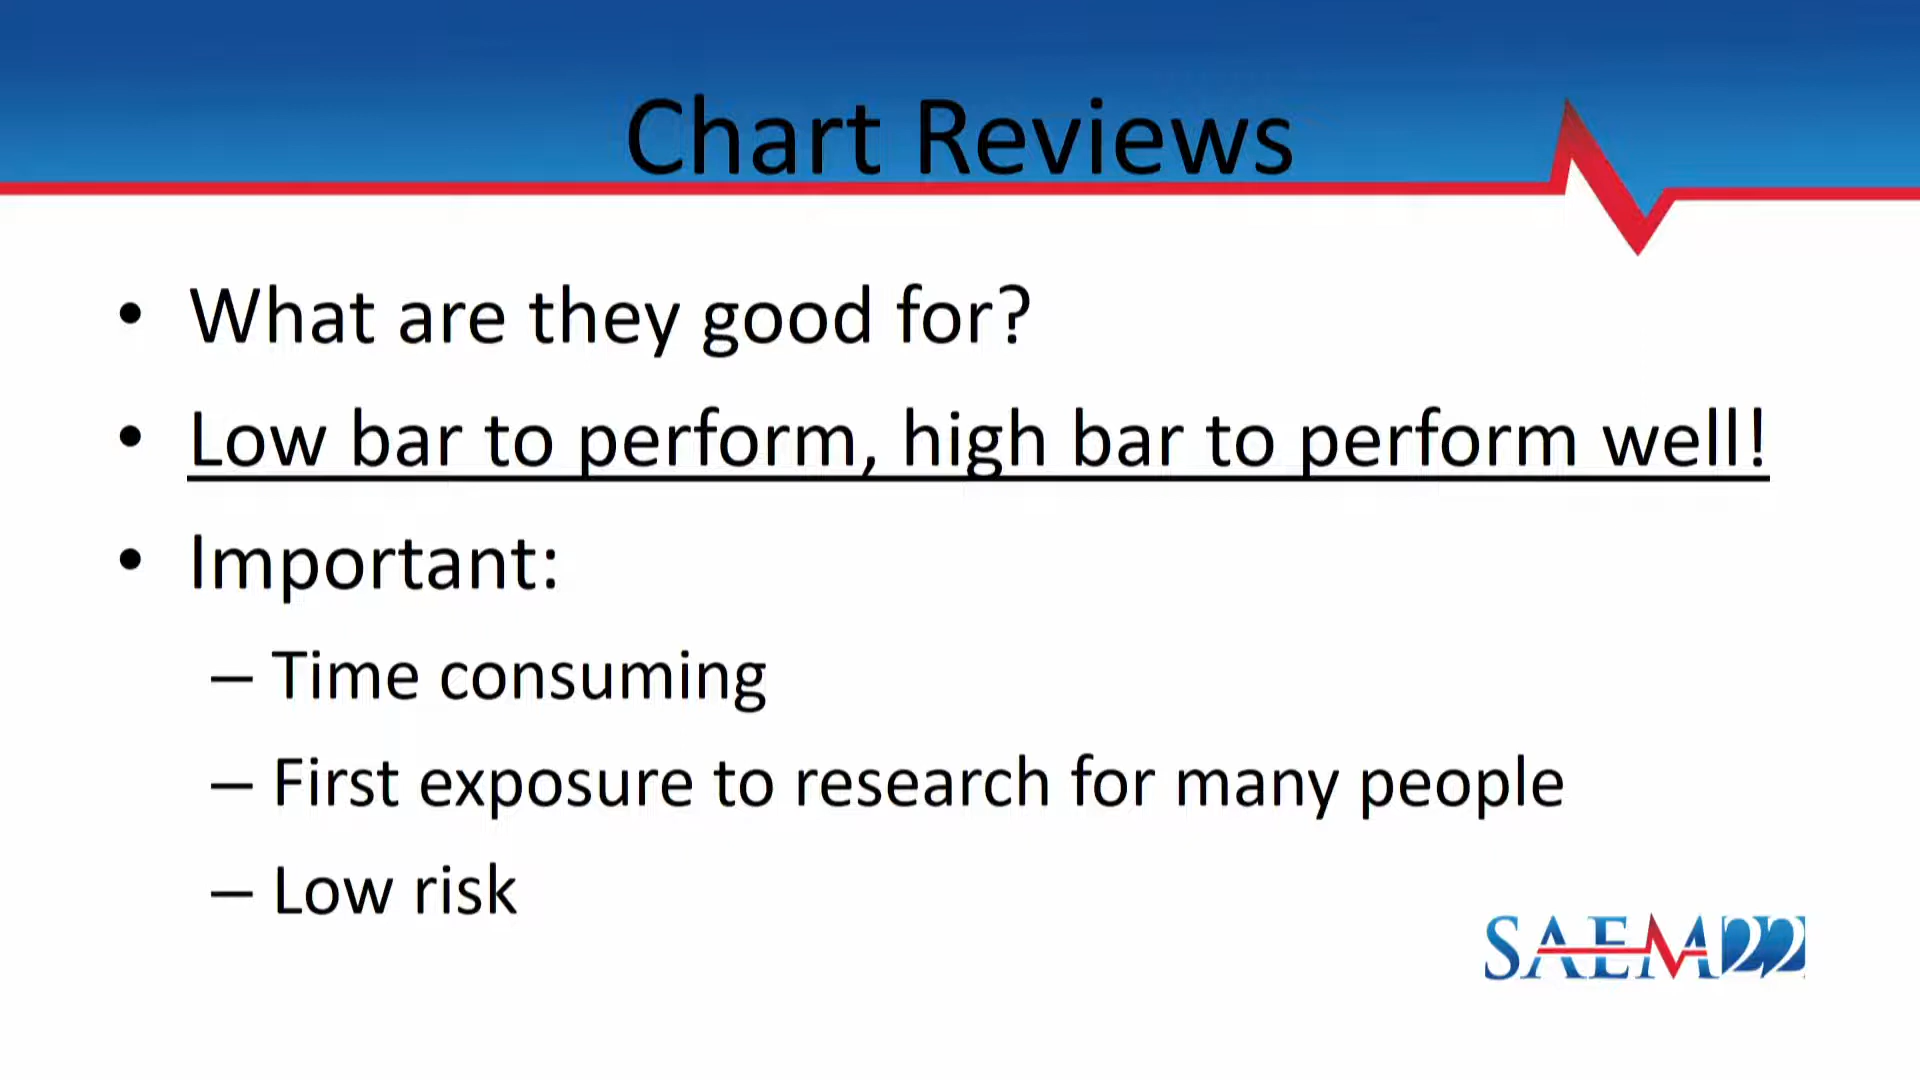 Chart Reviews
• What are they good for?
• Low bar to perform, high bar to perform well!
• Important:
– Time consuming
– First exposure to research for many people
– Low risk
SAEM22